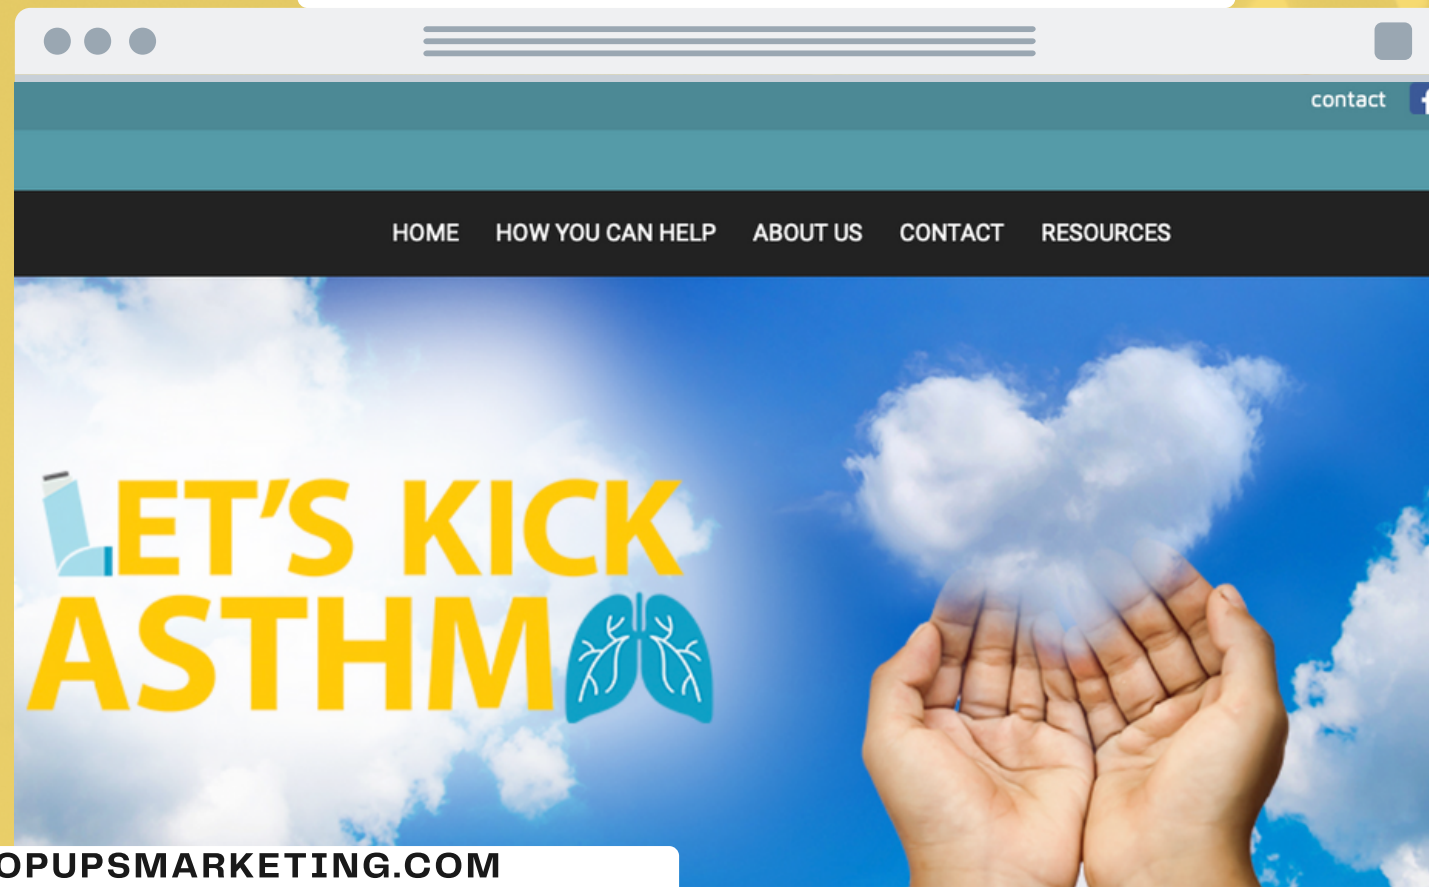 contact
HOME HOW YOU CAN HELP ABOUT US CONTACT RESOURCES
LET'S KICK
ASTHMA
OPUPSMARKETING.COM